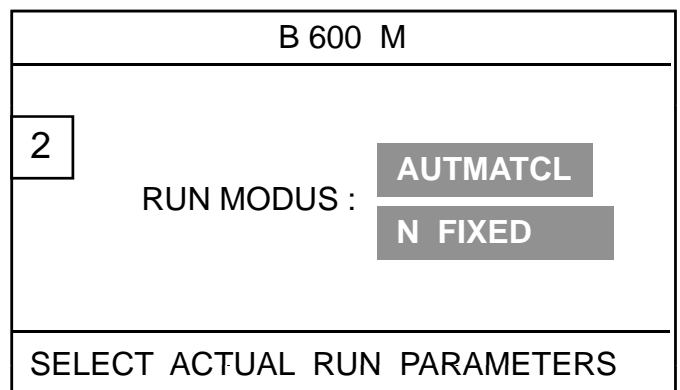 B 600 M
2
AUTMATCL
RUN MODUS :
N FIXED
SELECT ACTUAL RUN PARAMETERS